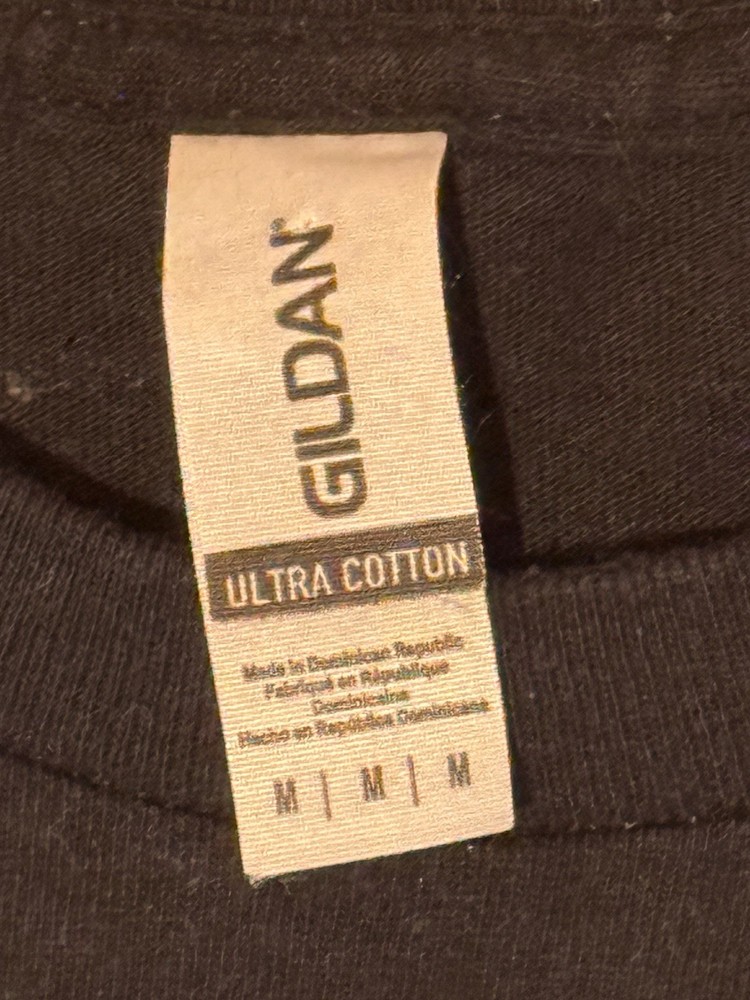 GILDAN®
ULTRA COTTON
Made in Dominican Republic
Fabriqué en République
Dominicaine
Hecho en República Dominicana
M | M | M